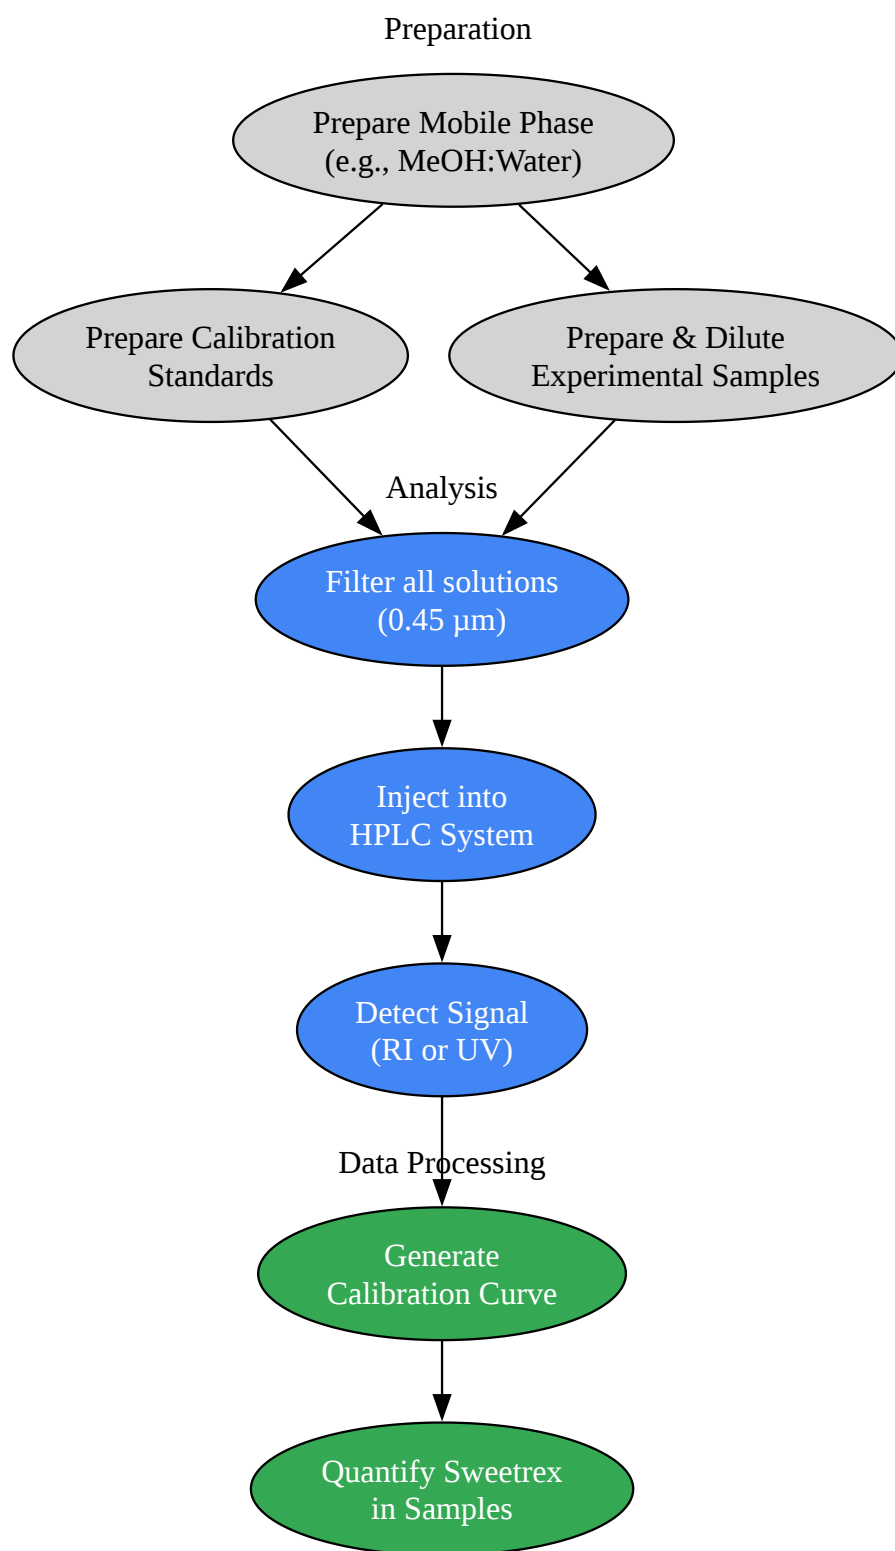 Preparation
Prepare Mobile Phase
(e.g., MeOH:Water)
Prepare Calibration
Standards
Prepare & Dilute
Experimental Samples
Analysis
Filter all solutions
(0.45 µm)
Inject into
HPLC System
Detect Signal
(RI or UV)
Data Processing
Generate
Calibration Curve
Quantify Sweetrex
in Samples